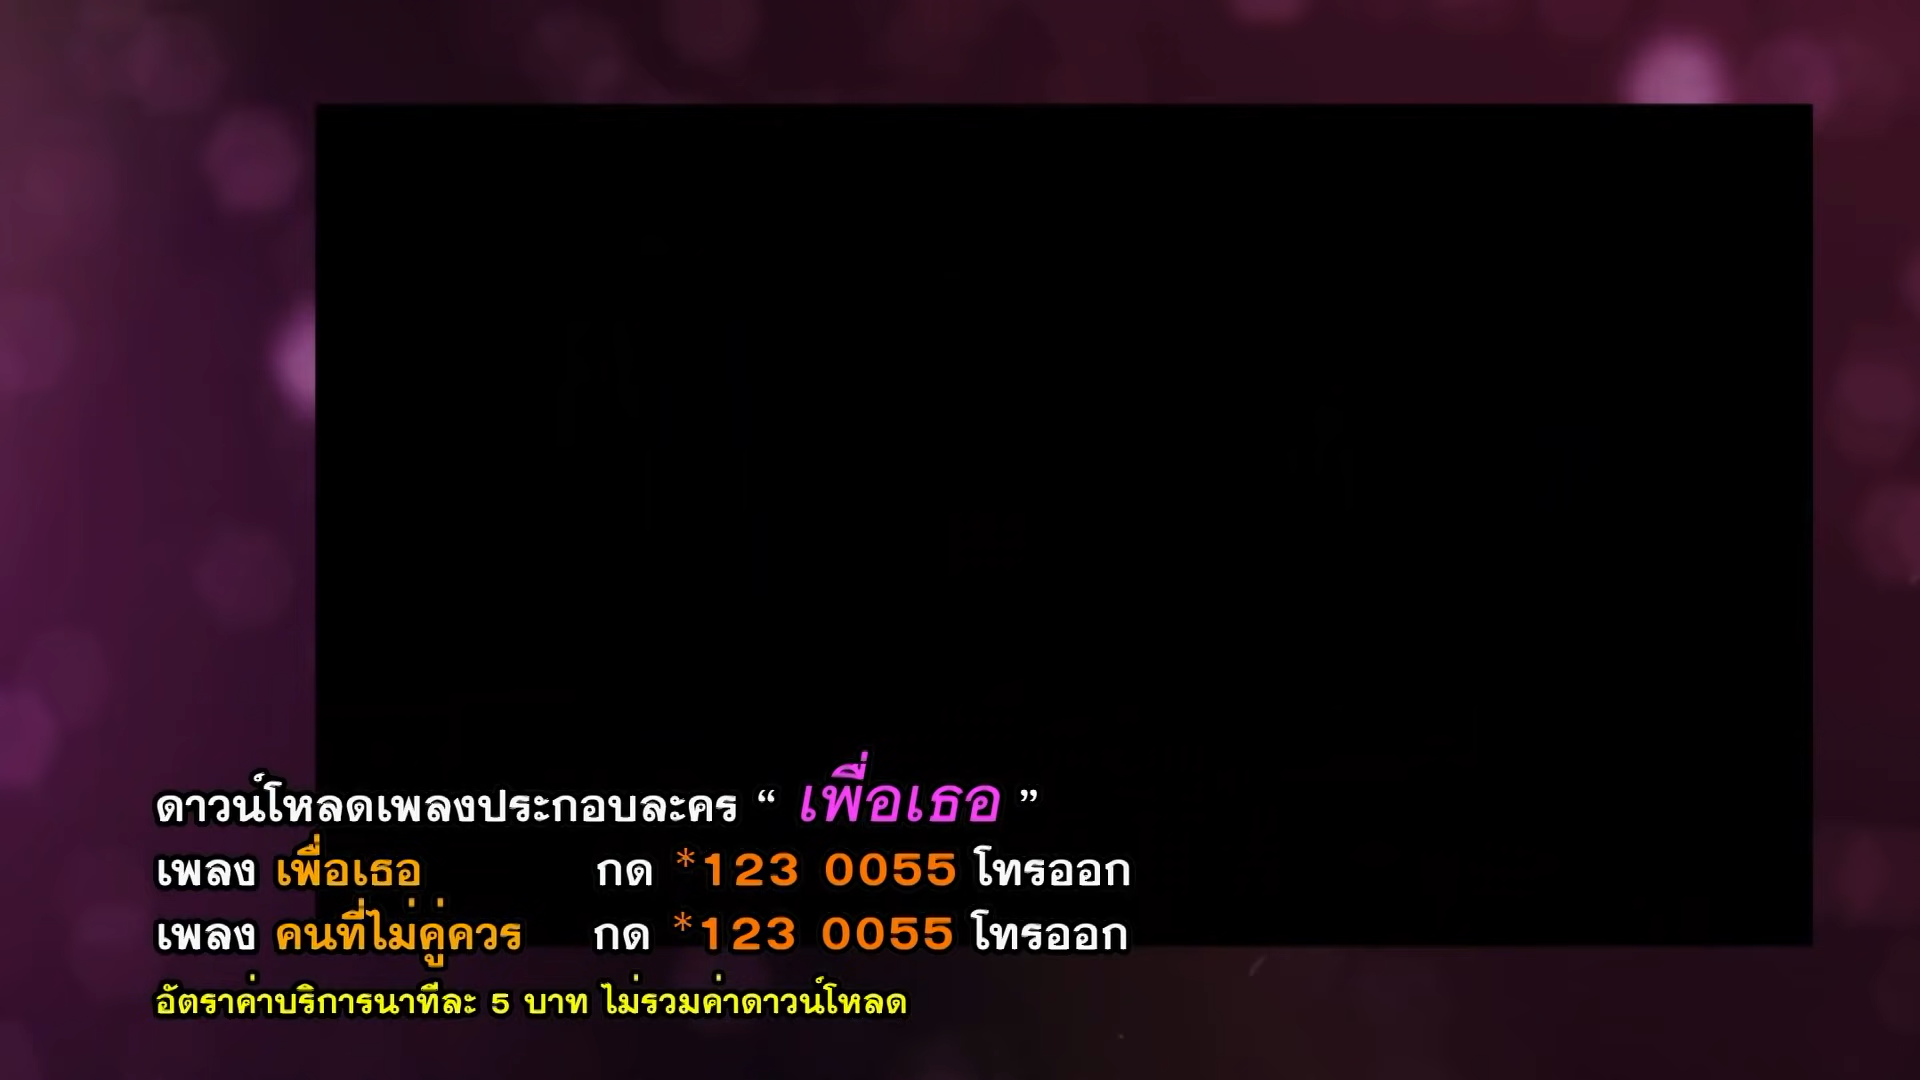 ดาวน์โหลดเพลงประกอบละคร “ เพื่อเธอ ”
เพลง เพื่อเธอ กด *123 0055 โทรออก
เพลง คนที่ไม่คู่ควร กด *123 0055 โทรออก
อัตราค่าบริการนาทีละ 5 บาท ไม่รวมค่าดาวน์โหลด